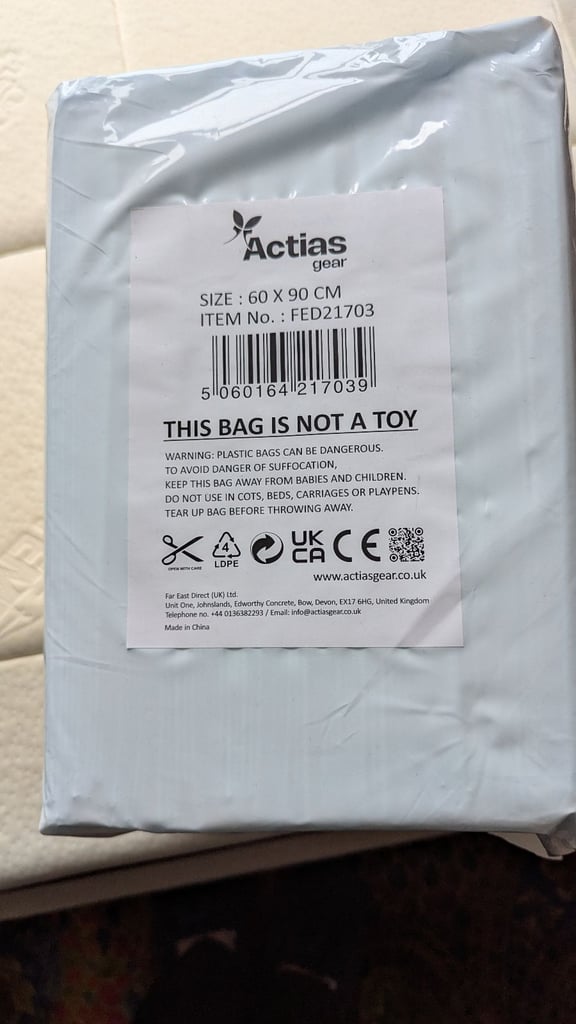 Actias
gear
SIZE : 60 X 90 CM
ITEM No. : FED21703
5 060164 217039
THIS BAG IS NOT A TOY
WARNING: PLASTIC BAGS CAN BE DANGEROUS.
TO AVOID DANGER OF SUFFOCATION,
KEEP THIS BAG AWAY FROM BABIES AND CHILDREN.
DO NOT USE IN COTS, BEDS, CARRIAGES OR PLAYPENS.
TEAR UP BAG BEFORE THROWING AWAY.
OPEN WITH CARE
4
LDPE
UK
CA
CE
www.actiasgear.co.uk
Far East Direct (UK) Ltd.
Unit One, Johnslands, Edworthy Concrete, Bow, Devon, EX17 6HG, United Kingdom
Telephone no. +44 0136382293 / Email: info@actiasgear.co.uk
Made in China